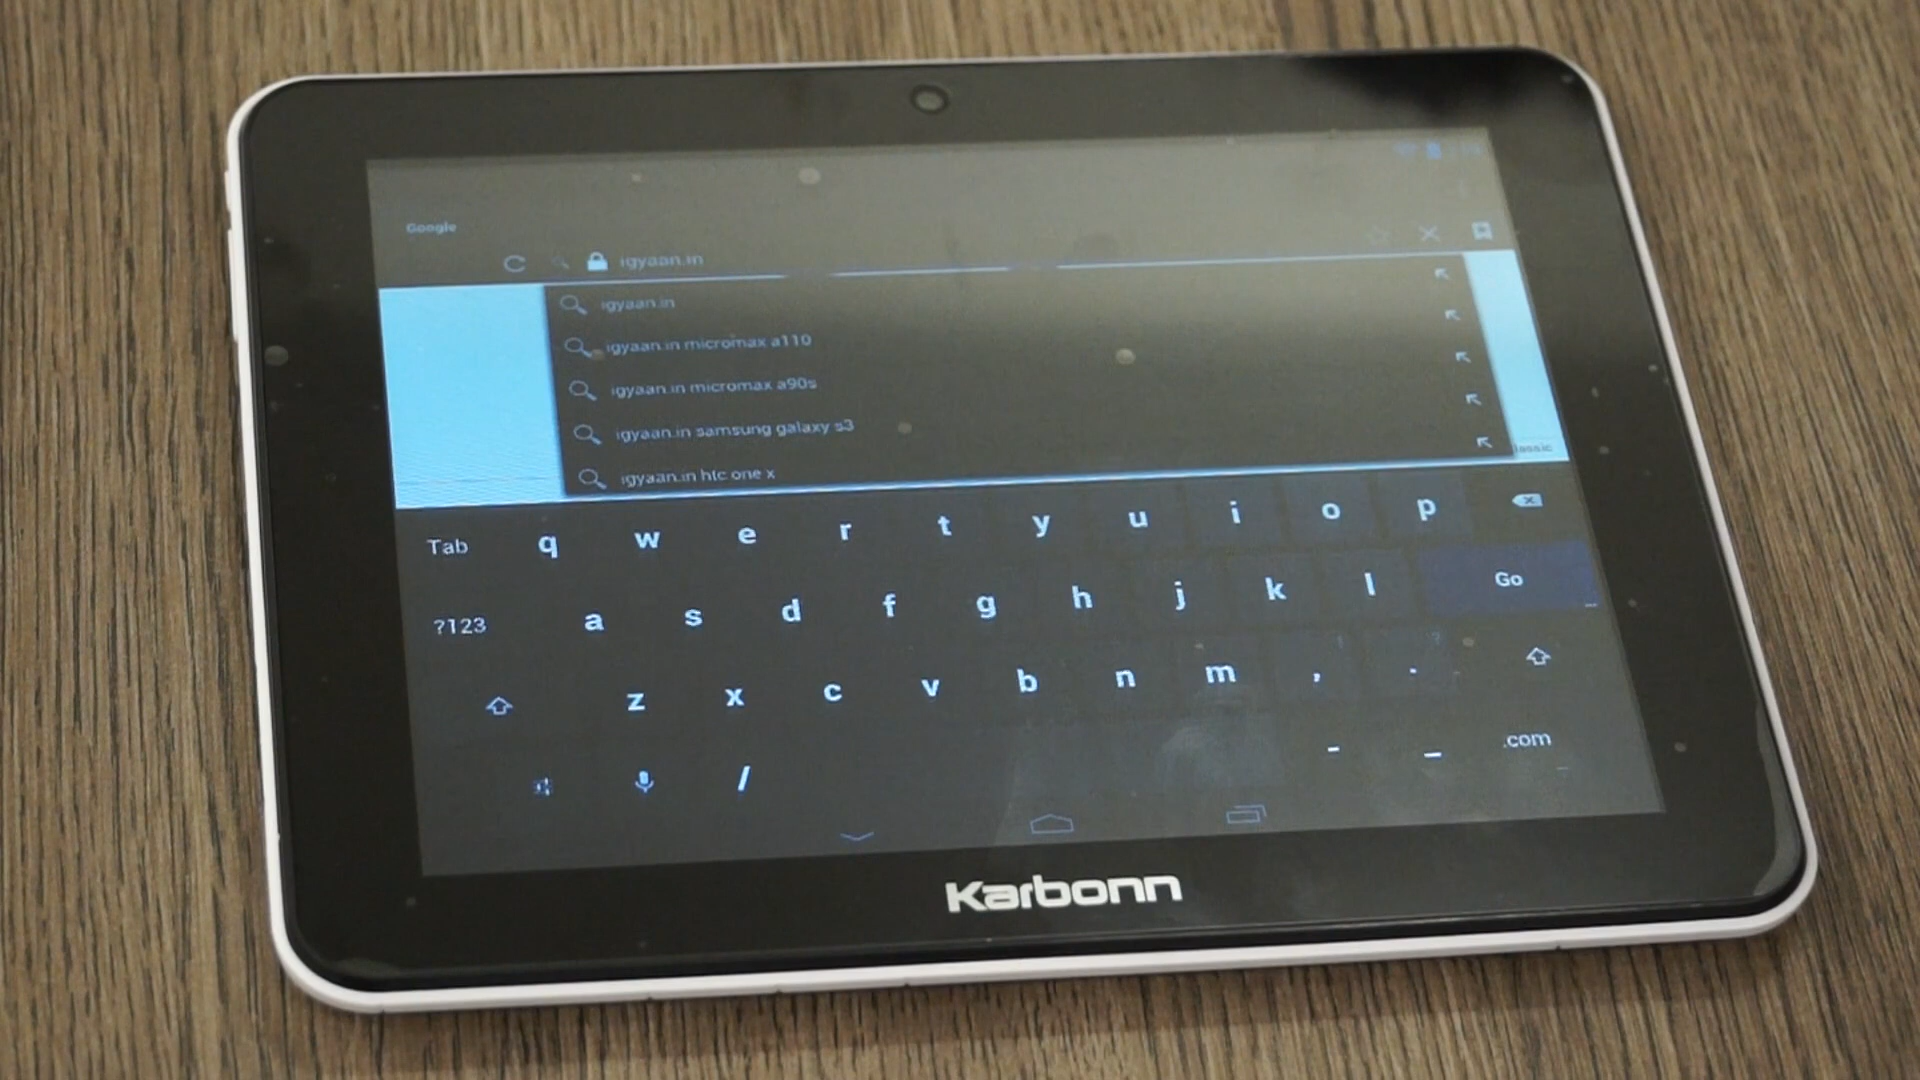 Google
igyaan.in
igyaan.in
igyaan.in micromax a110
igyaan.in micromax a90s
igyaan.in samsung galaxy s3
igyaan.in htc one x
lassic
Tab q w e r t y u i o p
?123 a s d f g h j k l Go
z x c v b n m , .
/ - _ .com
Karbonn